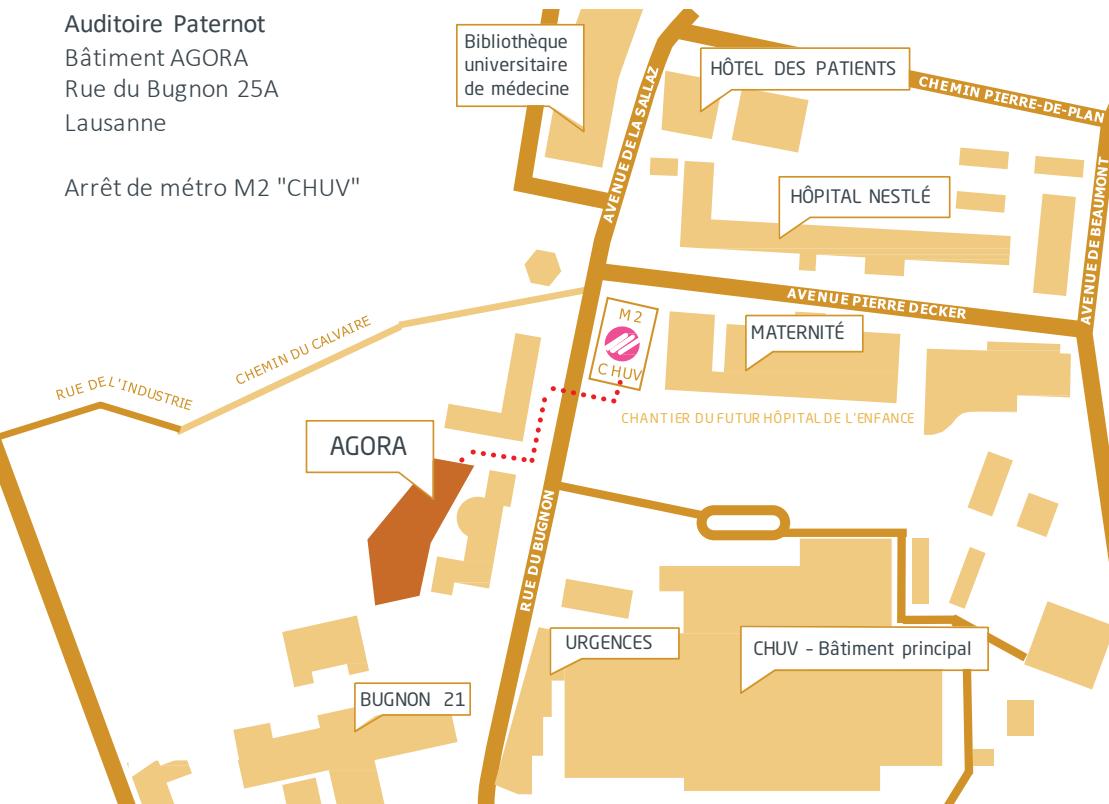 Auditoire Paternot
Bâtiment AGORA
Rue du Bugnon 25A
Lausanne
Arrêt de métro M2 "CHUV"
Bibliothèque
universitaire
de médecine
HÔTEL DES PATIENTS
CHEMIN PIERRE-DE-PLAN
AVENUE DE LA SALLAZ
HÔPITAL NESTLÉ
AVENUE DE BEAUMONT
AVENUE PIERRE DECKER
M2
CHUV
MATERNITÉ
CHEMIN DU CALVAIRE
RUE DE L'INDUSTRIE
CHANTIER DU FUTUR HÔPITAL DE L'ENFANCE
AGORA
RUE DU BUGNON
URGENCES
CHUV - Bâtiment principal
BUGNON 21